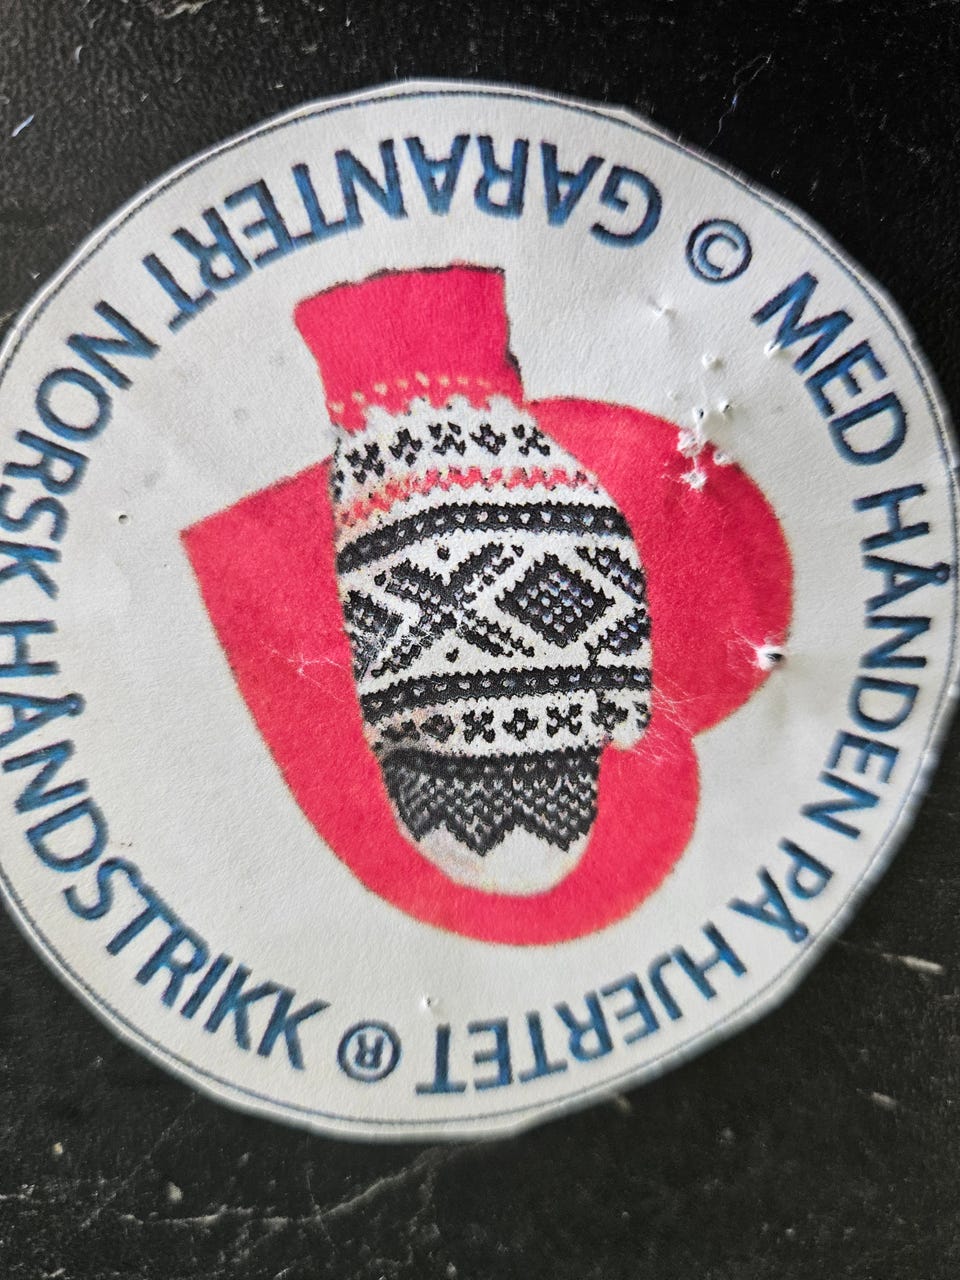 © MED HÅNDEN PÅ HJERTET
® GARANTERT NORSK HÅNDSTRIKK